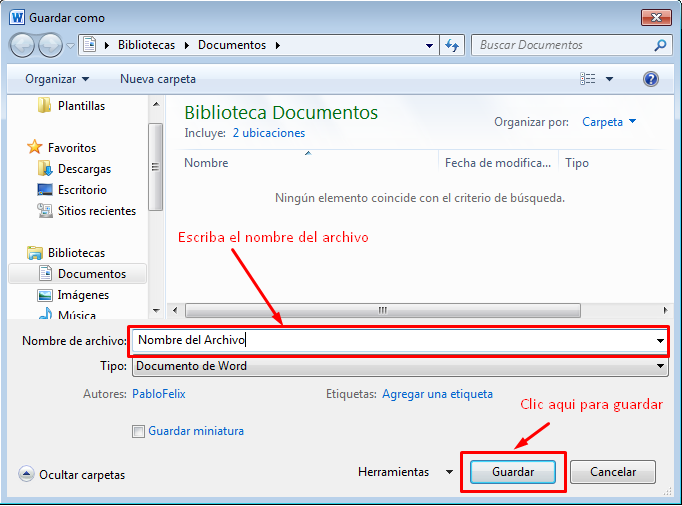 Guardar como
Bibliotecas Documentos
Buscar Documentos
Organizar Nueva carpeta
Plantillas
Favoritos
Descargas
Escritorio
Sitios recientes
Bibliotecas
Documentos
Imágenes
Música
Biblioteca Documentos
Incluye: 2 ubicaciones
Organizar por: Carpeta
Nombre Fecha de modifica... Tipo
Ningún elemento coincide con el criterio de búsqueda.
Escriba el nombre del archivo
Nombre de archivo: Nombre del Archivo
Tipo: Documento de Word
Autores: PabloFelix Etiquetas: Agregar una etiqueta
Clic aqui para guardar
Guardar miniatura
Ocultar carpetas Herramientas Guardar Cancelar